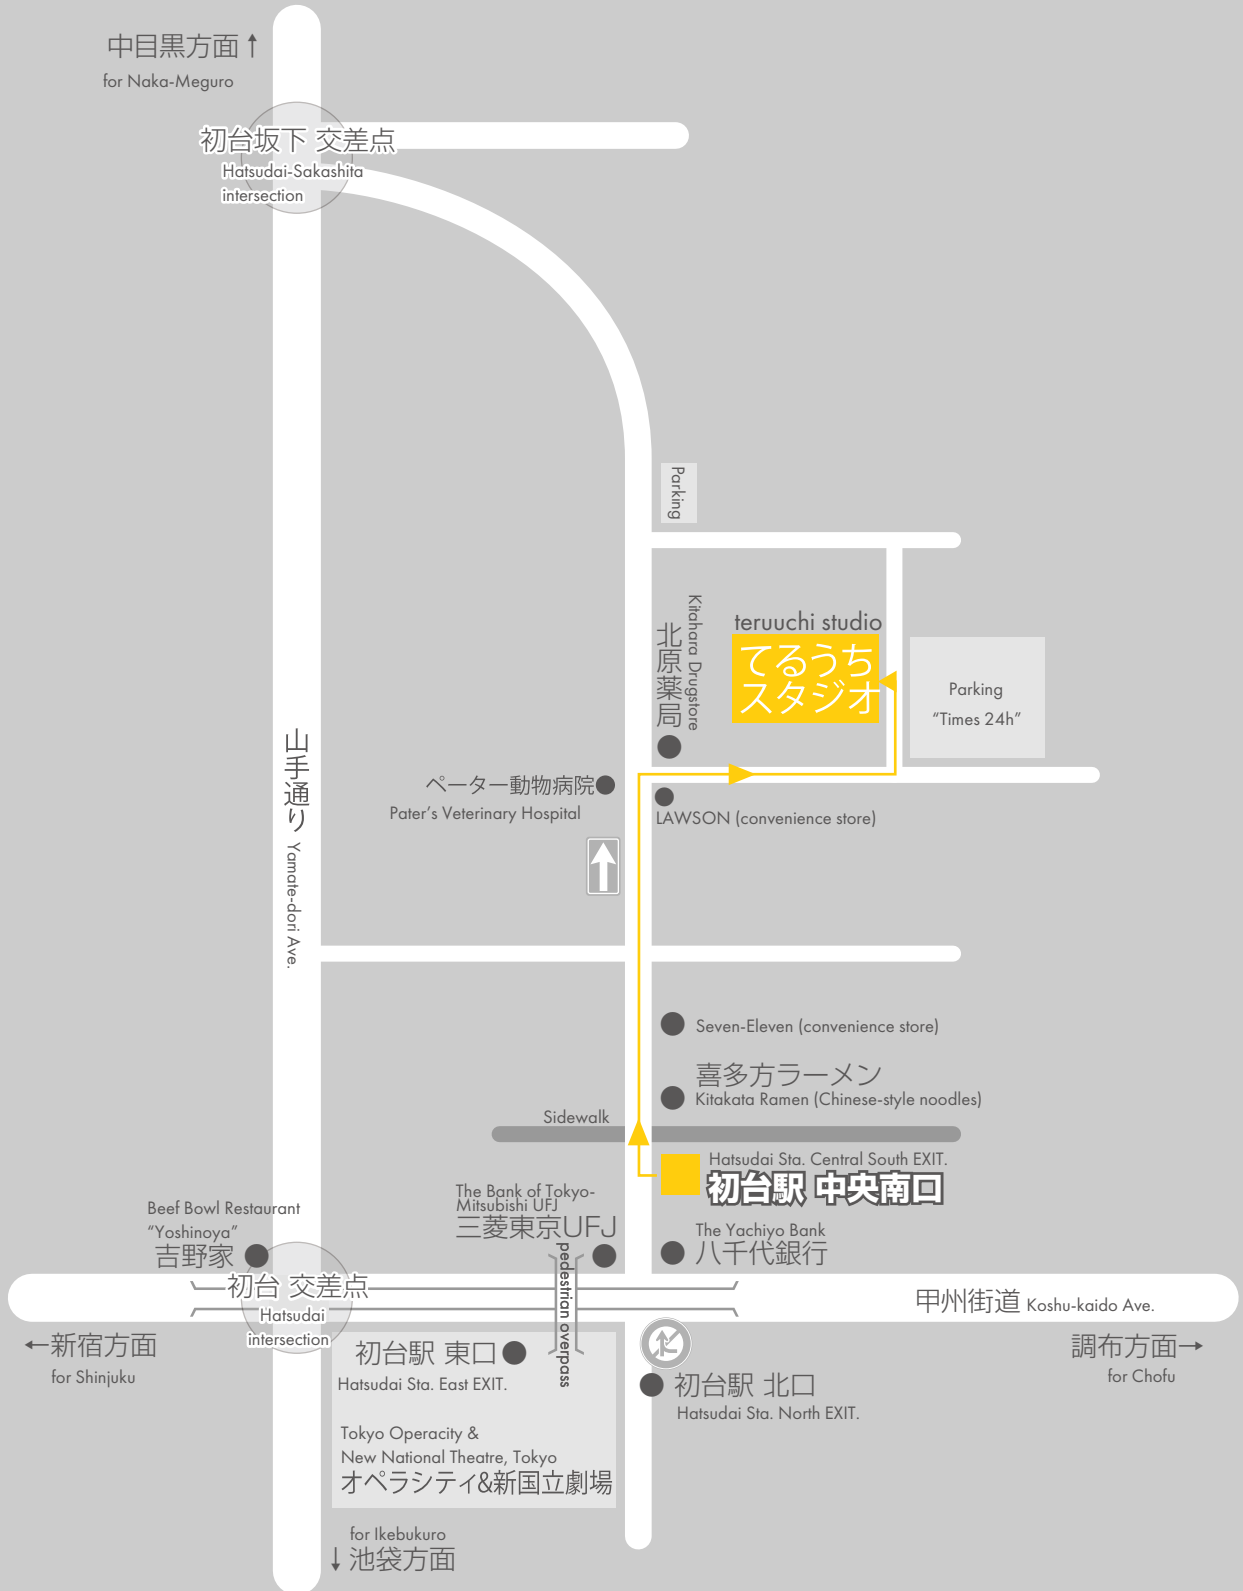 中目黒方面↑
for Naka-Meguro
初台坂下 交差点
Hatsudai-Sakashita
intersection
Parking
teruuchi studio
てるうち
スタジオ
Kitahara Drugstore
北原薬局
Parking
“Times 24h”
山手通り Yamate-dori Ave.
ペーター動物病院
Pater’s Veterinary Hospital
LAWSON (convenience store)
Seven-Eleven (convenience store)
喜多方ラーメン
Kitakata Ramen (Chinese-style noodles)
Sidewalk
Hatsudai Sta. Central South EXIT.
初台駅 中央南口
The Bank of Tokyo-
Mitsubishi UFJ
三菱東京UFJ
Beef Bowl Restaurant
“Yoshinoya”
吉野家
The Yachiyo Bank
八千代銀行
pedestrian overpass
初台 交差点
Hatsudai
intersection
甲州街道 Koshu-kaido Ave.
←新宿方面
for Shinjuku
調布方面→
for Chofu
初台駅 東口
Hatsudai Sta. East EXIT.
初台駅 北口
Hatsudai Sta. North EXIT.
Tokyo Operacity &
New National Theatre, Tokyo
オペラシティ&新国立劇場
for Ikebukuro
↓池袋方面